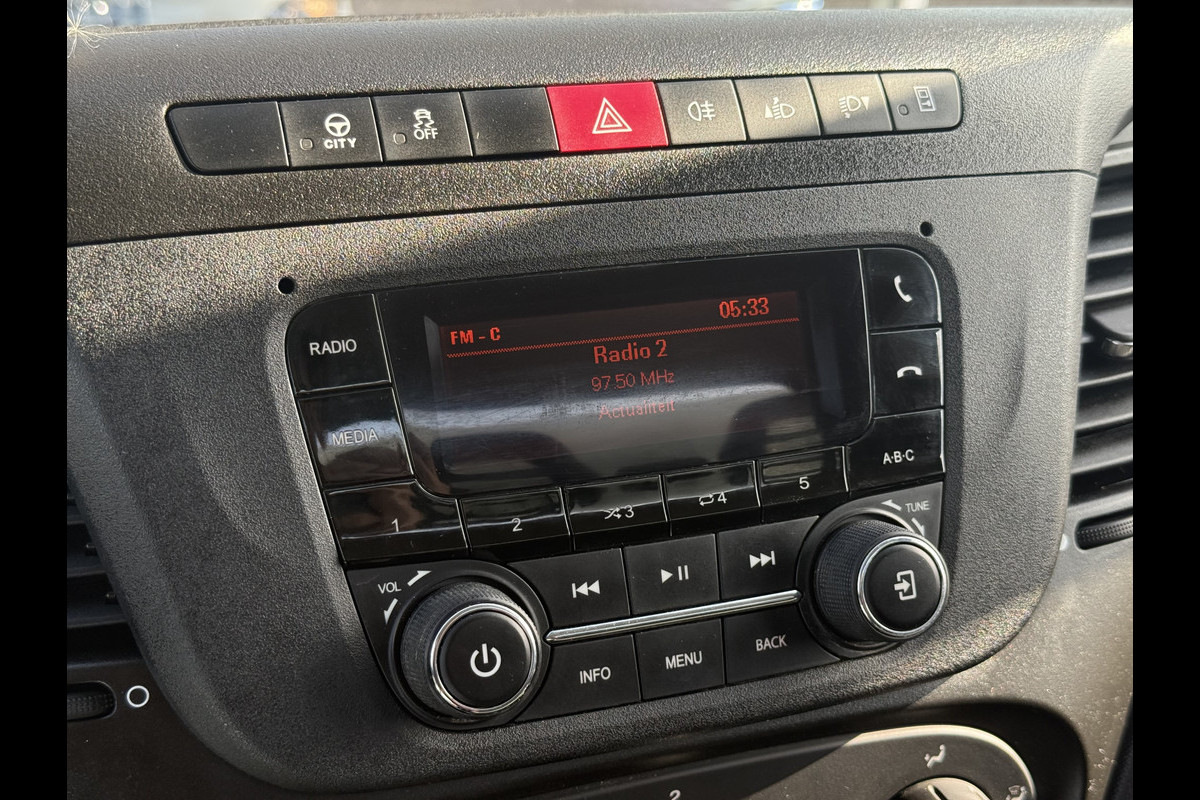 CITY
OFF
RADIO
FM - C
05:33
Radio 2
97.50 MHz
Actualiteit
MEDIA
A·B·C
1
2
3
4
5
VOL
TUNE
INFO
MENU
BACK
2